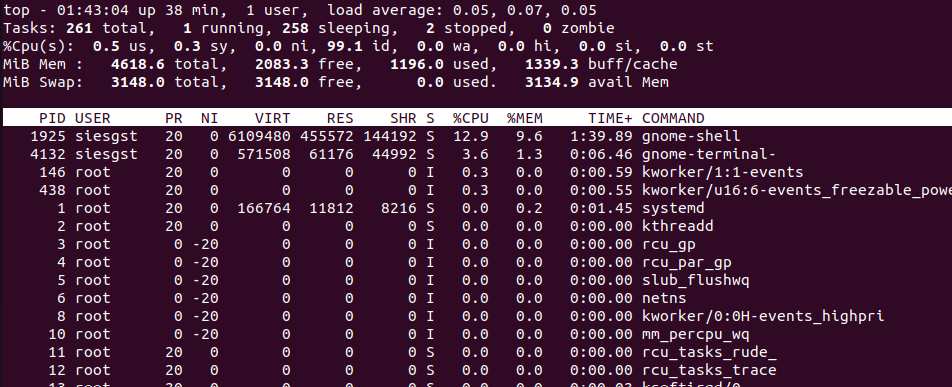 top - 01:43:04 up 38 min,  1 user,  load average: 0.05, 0.07, 0.05
Tasks: 261 total,   1 running, 258 sleeping,   2 stopped,   0 zombie
%Cpu(s):  0.5 us,  0.3 sy,  0.0 ni, 99.1 id,  0.0 wa,  0.0 hi,  0.0 si,  0.0 st
MiB Mem :   4618.6 total,   2083.3 free,   1196.0 used,   1339.3 buff/cache
MiB Swap:   3148.0 total,   3148.0 free,      0.0 used.   3134.9 avail Mem
PID USER      PR  NI    VIRT    RES    SHR S  %CPU  %MEM     TIME+ COMMAND
1925 siesgst   20   0 6109480 455572 144192 S  12.9   9.6   1:39.89 gnome-shell
4132 siesgst   20   0  571508  61176  44992 S   3.6   1.3   0:06.46 gnome-terminal-
146 root      20   0       0      0      0 I   0.3   0.0   0:00.59 kworker/1:1-events
438 root      20   0       0      0      0 I   0.3   0.0   0:00.55 kworker/u16:6-events_freezable_powe
1 root      20   0  166764  11812   8216 S   0.0   0.2   0:01.45 systemd
2 root      20   0       0      0      0 S   0.0   0.0   0:00.00 kthreadd
3 root       0 -20       0      0      0 I   0.0   0.0   0:00.00 rcu_gp
4 root       0 -20       0      0      0 I   0.0   0.0   0:00.00 rcu_par_gp
5 root       0 -20       0      0      0 I   0.0   0.0   0:00.00 slub_flushwq
6 root       0 -20       0      0      0 I   0.0   0.0   0:00.00 netns
8 root       0 -20       0      0      0 I   0.0   0.0   0:00.00 kworker/0:0H-events_highpri
10 root       0 -20       0      0      0 I   0.0   0.0   0:00.00 mm_percpu_wq
11 root      20   0       0      0      0 S   0.0   0.0   0:00.00 rcu_tasks_rude_
12 root      20   0       0      0      0 S   0.0   0.0   0:00.00 rcu_tasks_trace